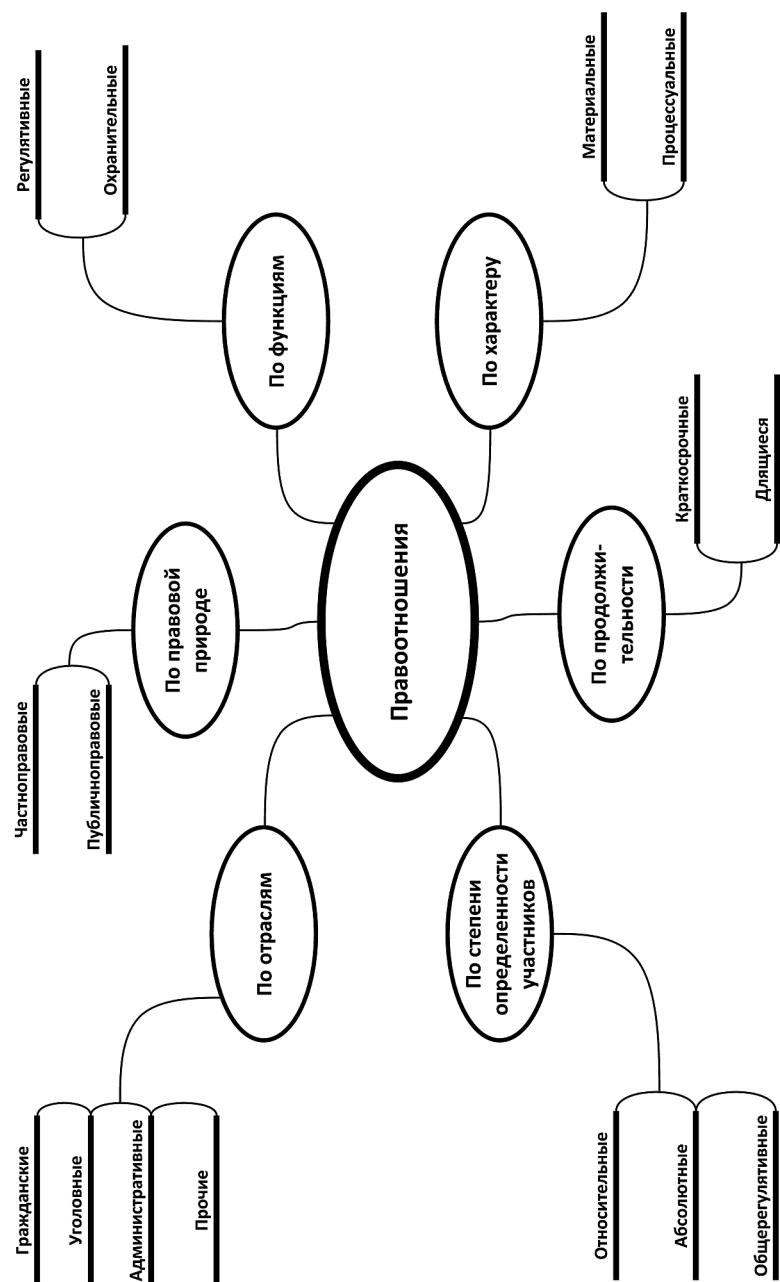 Гражданские
Уголовные
Административные
Прочие
По отраслям
Частноправовые
Публичноправовые
По правовой
природе
Регулятивные
Охранительные
По функциям
Правоотношения
По степени
определенности
участников
Относительные
Абсолютные
Общерегулятивные
По продолжи-
тельности
Краткосрочные
Длящиеся
По характеру
Материальные
Процессуальные